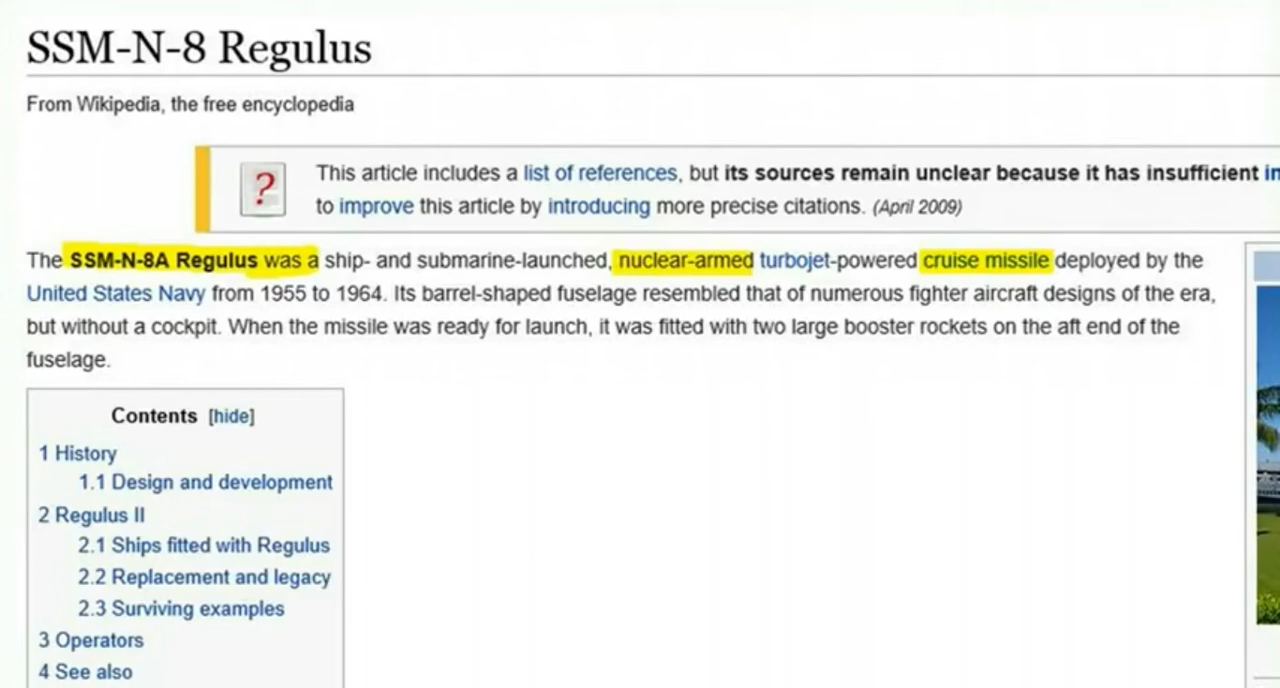 SSM-N-8 Regulus
From Wikipedia, the free encyclopedia
This article includes a list of references, but its sources remain unclear because it has insufficient
to improve this article by introducing more precise citations. (April 2009)
The SSM-N-8A Regulus was a ship- and submarine-launched, nuclear-armed turbojet-powered cruise missile deployed by the
United States Navy from 1955 to 1964. Its barrel-shaped fuselage resembled that of numerous fighter aircraft designs of the era,
but without a cockpit. When the missile was ready for launch, it was fitted with two large booster rockets on the aft end of the
fuselage.
Contents [hide]
1 History
1.1 Design and development
2 Regulus II
2.1 Ships fitted with Regulus
2.2 Replacement and legacy
2.3 Surviving examples
3 Operators
4 See also